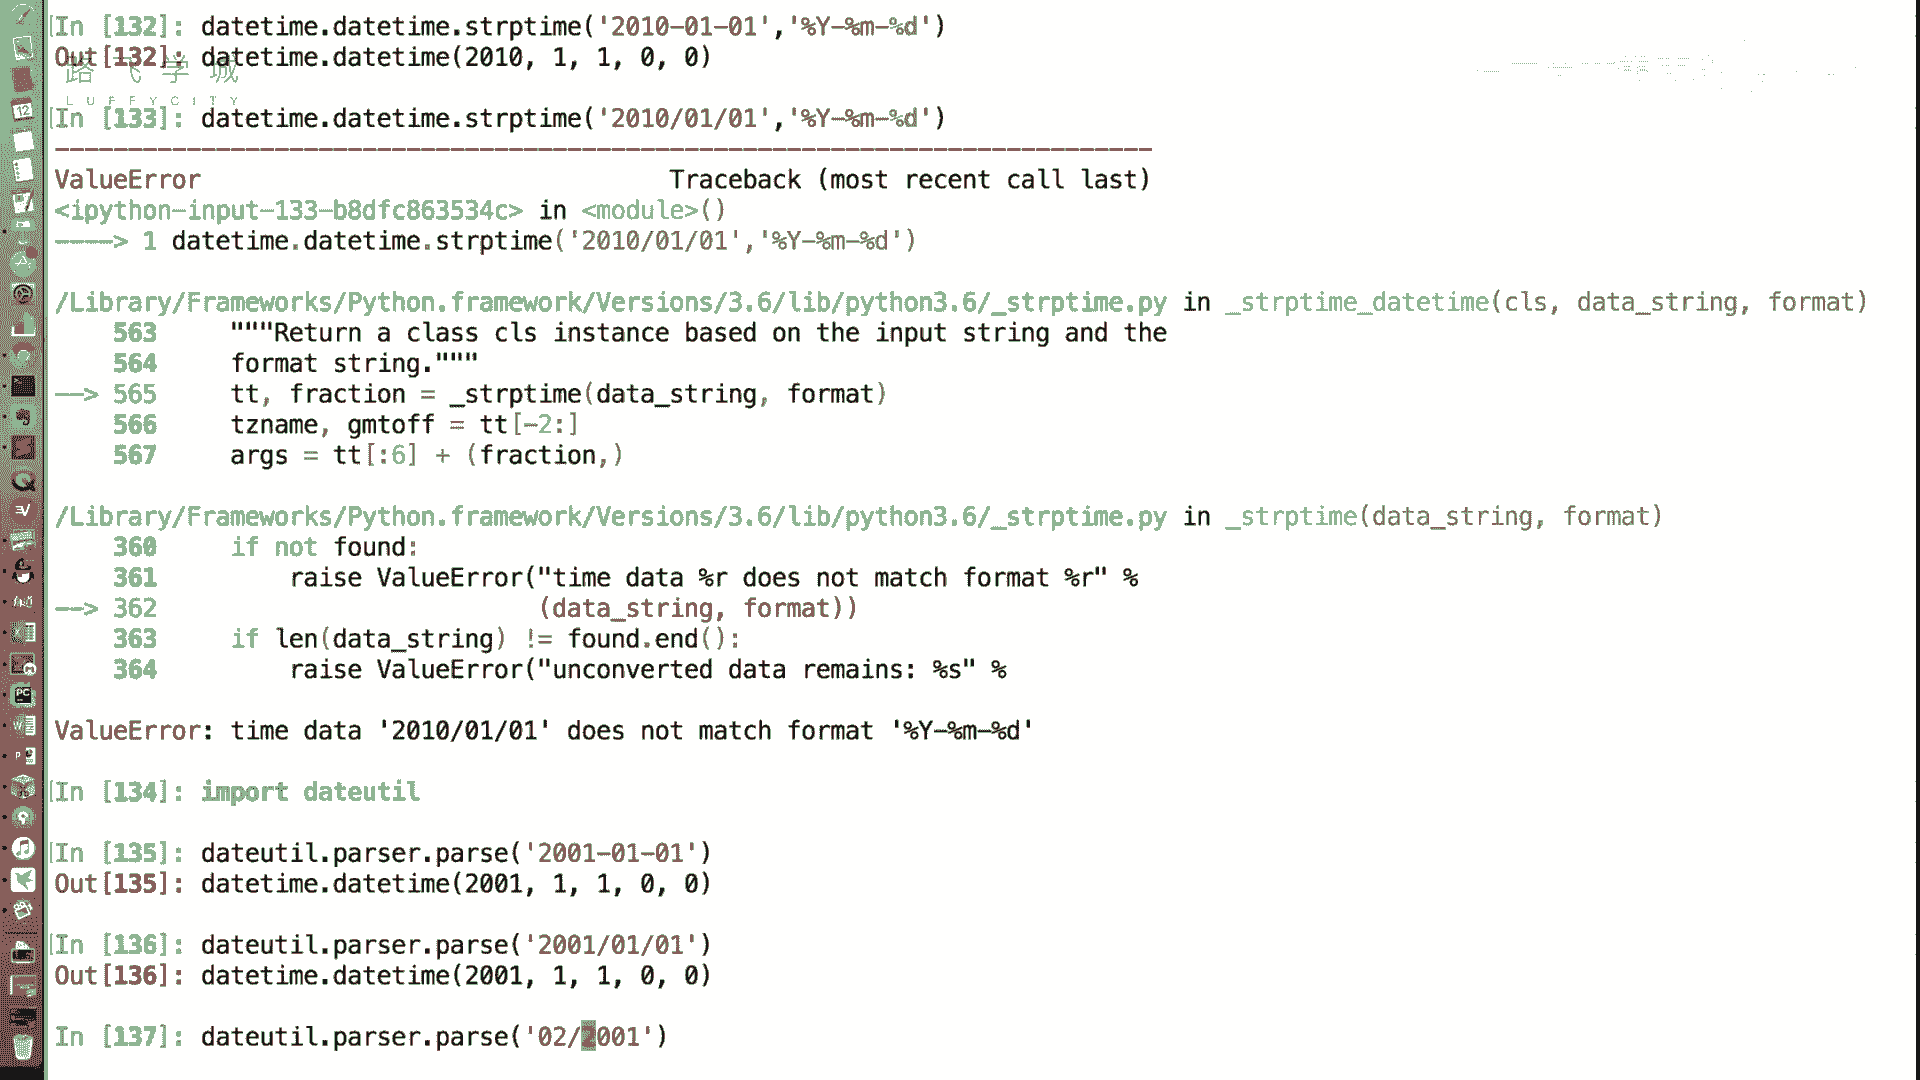 In [132]: datetime.datetime.strptime('2010-01-01','%Y-%m-%d')
Out[132]: datetime.datetime(2010, 1, 1, 0, 0)
路飞学城
LUFFYCITY
In [133]: datetime.datetime.strptime('2010/01/01','%Y-%m-%d')
---------------------------------------------------------------------------
ValueError                                Traceback (most recent call last)
<ipython-input-133-b8dfc863534c> in <module>()
----> 1 datetime.datetime.strptime('2010/01/01','%Y-%m-%d')
/Library/Frameworks/Python.framework/Versions/3.6/lib/python3.6/_strptime.py in _strptime_datetime(cls, data_string, format)
    563     """Return a class cls instance based on the input string and the
    564     format string."""
--> 565     tt, fraction = _strptime(data_string, format)
    566     tzname, gmtoff = tt[-2:]
    567     args = tt[:6] + (fraction,)
/Library/Frameworks/Python.framework/Versions/3.6/lib/python3.6/_strptime.py in _strptime(data_string, format)
    360     if not found:
    361         raise ValueError("time data %r does not match format %r" %
--> 362                          (data_string, format))
    363     if len(data_string) != found.end():
    364         raise ValueError("unconverted data remains: %s" %
ValueError: time data '2010/01/01' does not match format '%Y-%m-%d'
In [134]: import dateutil
In [135]: dateutil.parser.parse('2001-01-01')
Out[135]: datetime.datetime(2001, 1, 1, 0, 0)
In [136]: dateutil.parser.parse('2001/01/01')
Out[136]: datetime.datetime(2001, 1, 1, 0, 0)
In [137]: dateutil.parser.parse('02/2001')